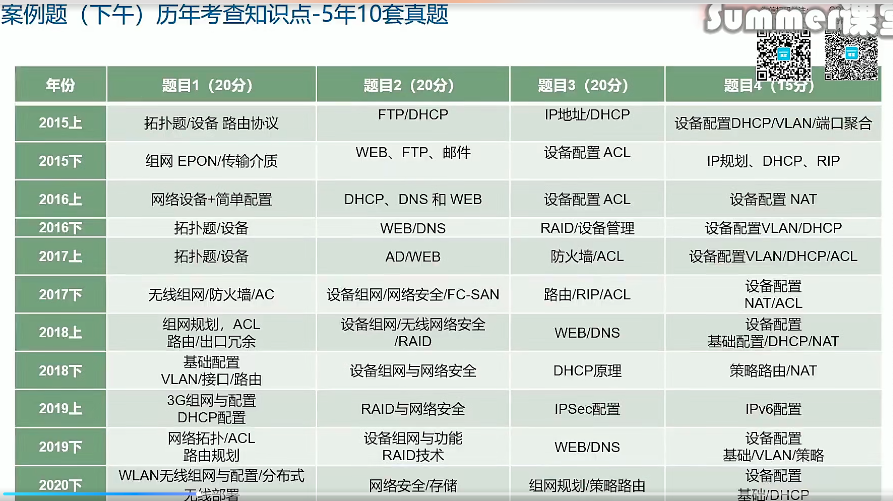 案例题（下午）历年考查知识点-5年10套真题
Summer课堂
年份 题目1（20分） 题目2（20分） 题目3（20分） 题目4（15分）
2015上 拓扑题/设备 路由协议 FTP/DHCP IP地址/DHCP 设备配置DHCP/VLAN/端口聚合
2015下 组网 EPON/传输介质 WEB、FTP、邮件 设备配置 ACL IP规划、DHCP、RIP
2016上 网络设备+简单配置 DHCP、DNS 和 WEB 设备配置 ACL 设备配置 NAT
2016下 拓扑题/设备 WEB/DNS RAID/设备管理 设备配置VLAN/DHCP
2017上 拓扑题/设备 AD/WEB 防火墙/ACL 设备配置VLAN/DHCP/ACL
2017下 无线组网/防火墙/AC 设备组网/网络安全/FC-SAN 路由/RIP/ACL 设备配置
NAT/ACL
2018上 组网规划，ACL
路由/出口冗余 设备组网/无线网络安全
/RAID WEB/DNS 设备配置
基础配置/DHCP/NAT
2018下 基础配置
VLAN/接口/路由 设备组网与网络安全 DHCP原理 策略路由/NAT
2019上 3G组网与配置
DHCP配置 RAID与网络安全 IPSec配置 IPv6配置
2019下 网络拓扑/ACL
路由规划 设备组网与功能
RAID技术 WEB/DNS 设备配置
基础/VLAN/策略
2020下 WLAN无线组网与配置/分布式
无线部署 网络安全/存储 组网规划/策略路由 设备配置
基础/DHCP